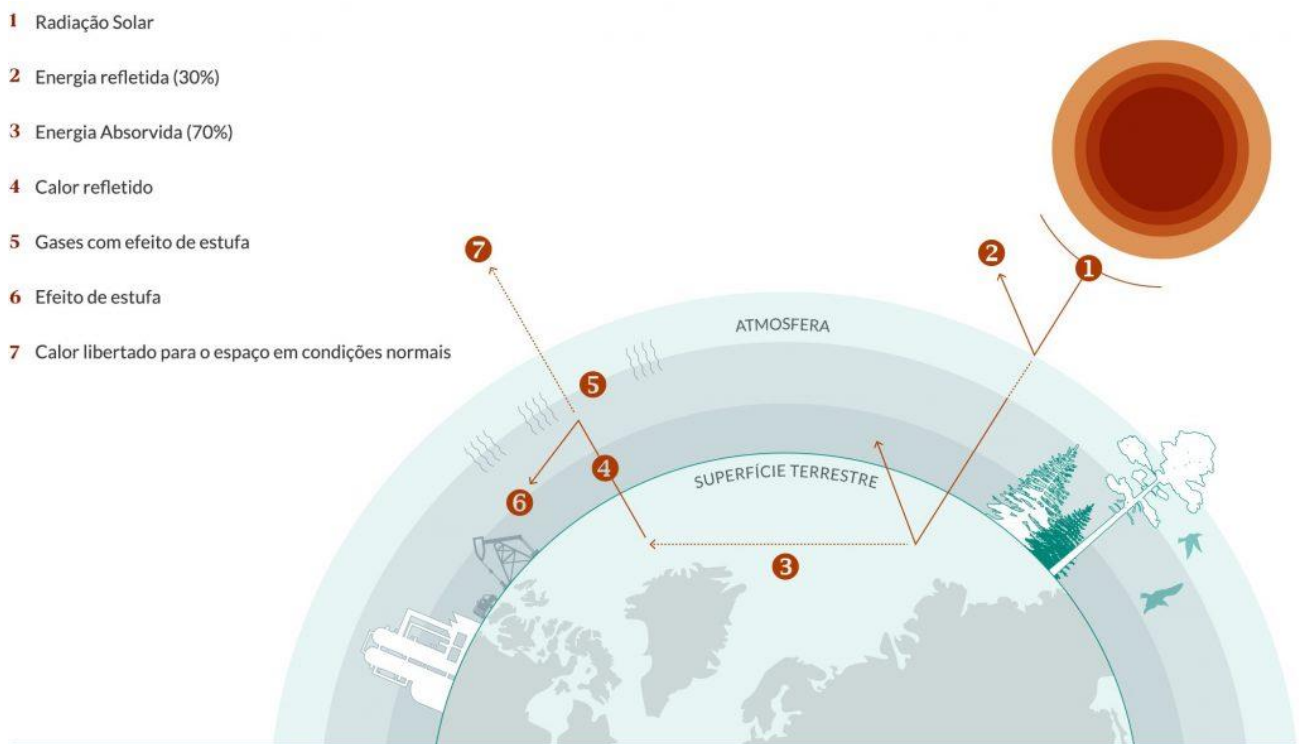 1 Radiação Solar
2 Energia refletida (30%)
3 Energia Absorvida (70%)
4 Calor refletido
5 Gases com efeito de estufa
6 Efeito de estufa
7 Calor libertado para o espaço em condições normais
7
2
1
ATMOSFERA
5
4
SUPERFÍCIE TERRESTRE
6
3